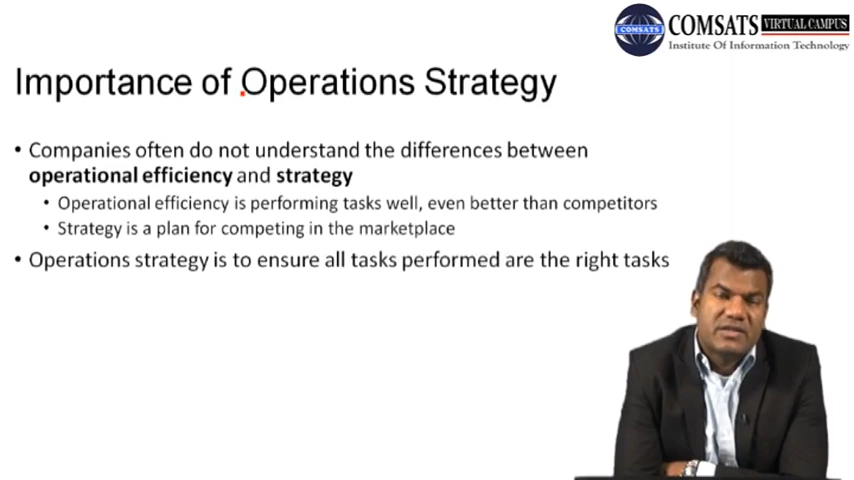 COMSATS
COMSATS VIRTUAL CAMPUS
Institute Of Information Technology
Importance of Operations Strategy
• Companies often do not understand the differences between
operational efficiency and strategy
• Operational efficiency is performing tasks well, even better than competitors
• Strategy is a plan for competing in the marketplace
• Operations strategy is to ensure all tasks performed are the right tasks